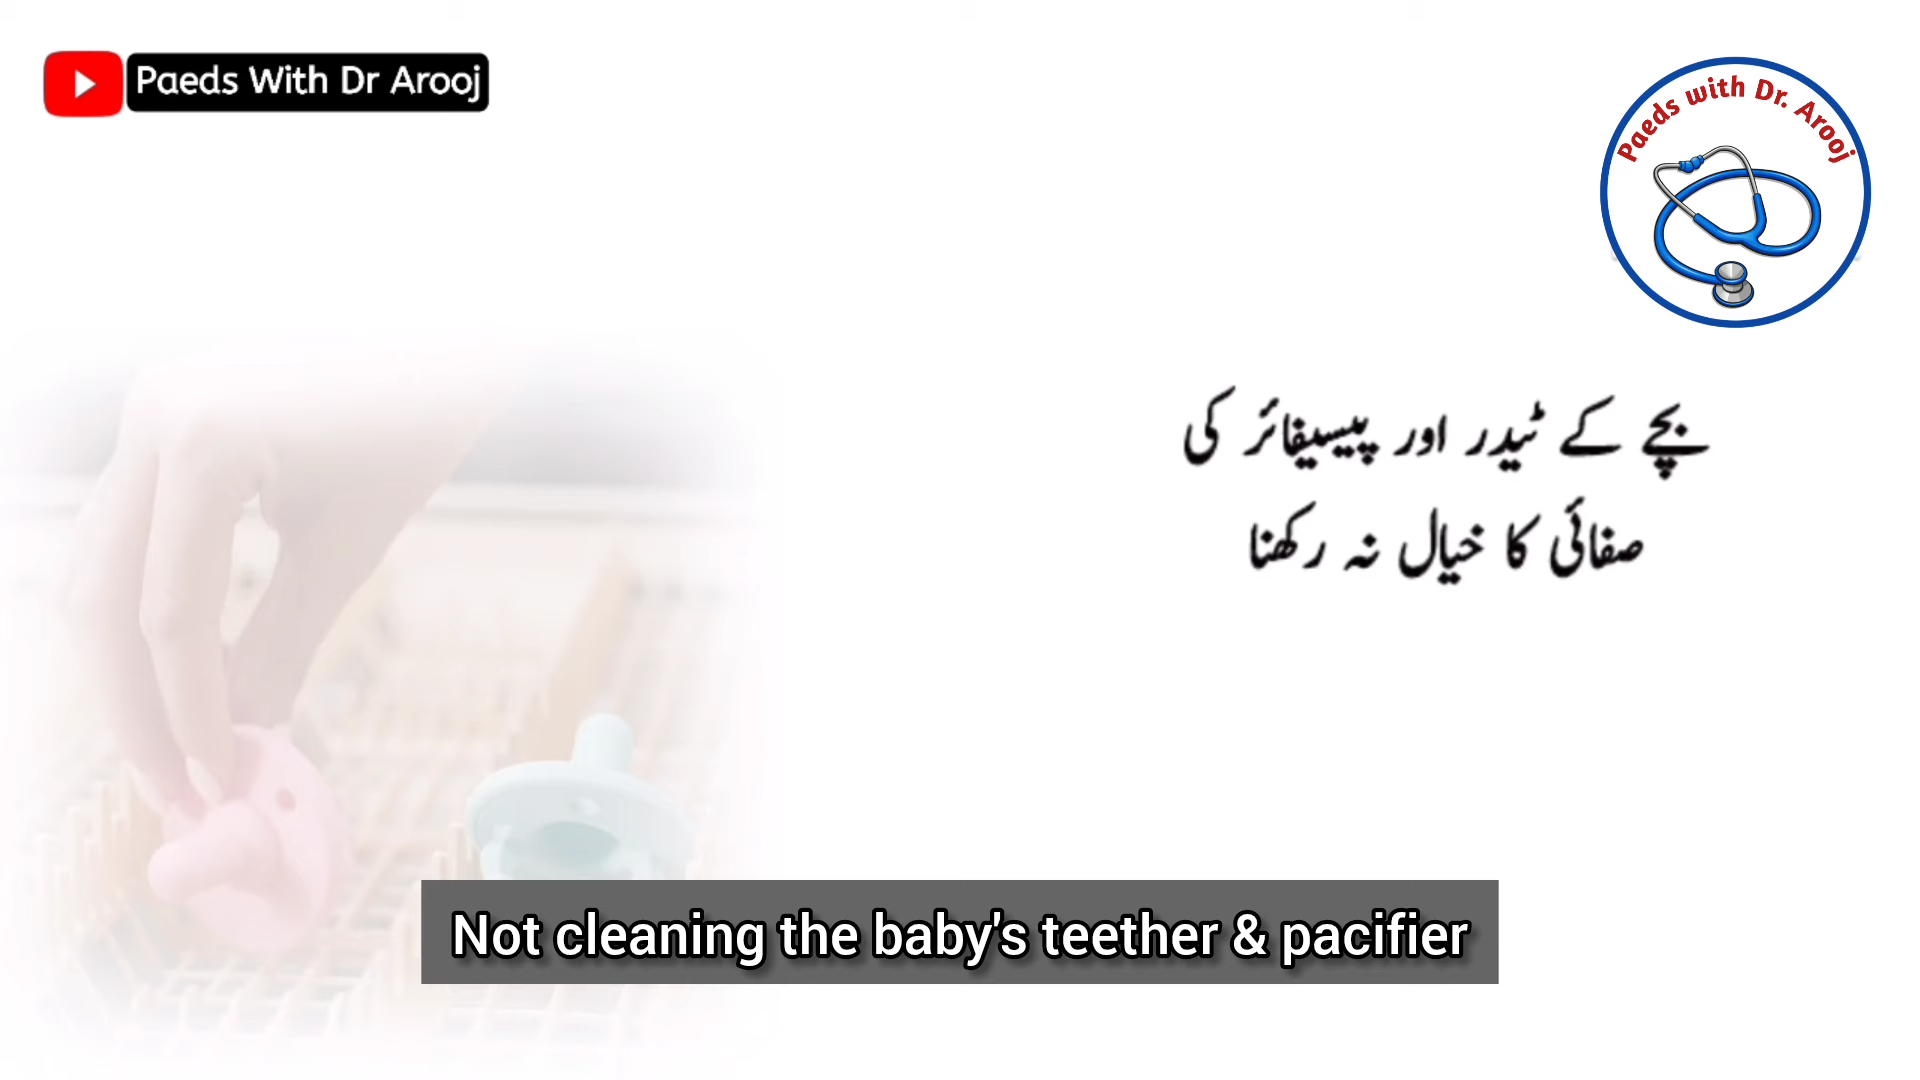 Paeds With Dr Arooj
Paeds with Dr. Arooj
بچے کے ٹیدر اور پیسیفائر کی
صفائی کا خیال نہ رکھنا
Not cleaning the baby's teether & pacifier